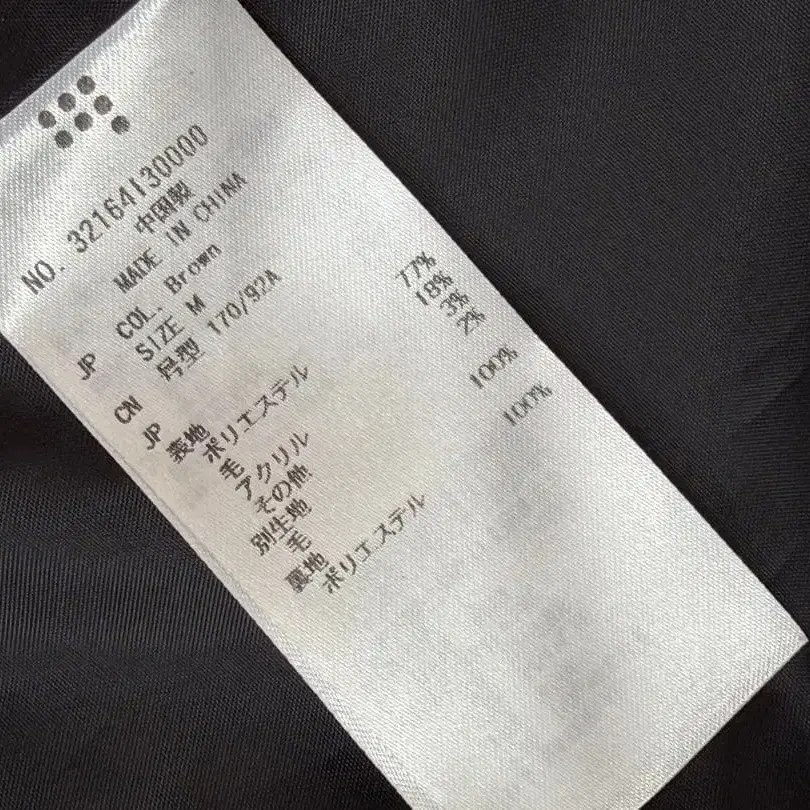 NO. 32164130000
中国製
MADE IN CHINA
JP COL. Brown
SIZE M
CN 号型 170/92A
JP 表地
ポリエステル 77%
毛 18%
アクリル 3%
その他 2%
別生地
毛 100%
裏地
ポリエステル 100%